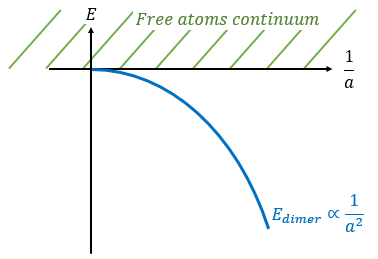 E Free atoms continuum
1/a
E_dimer ∝ 1/a²